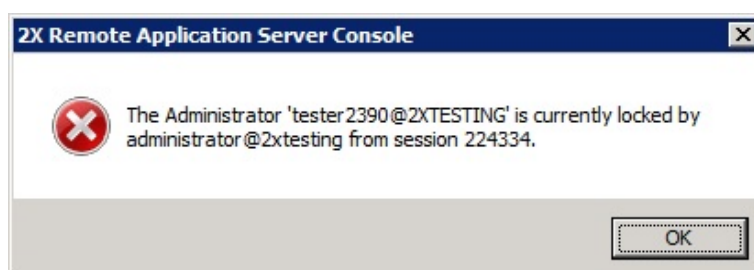 2X Remote Application Server Console
The Administrator 'tester2390@2XTESTING' is currently locked by
administrator@2xtesting from session 224334.
OK